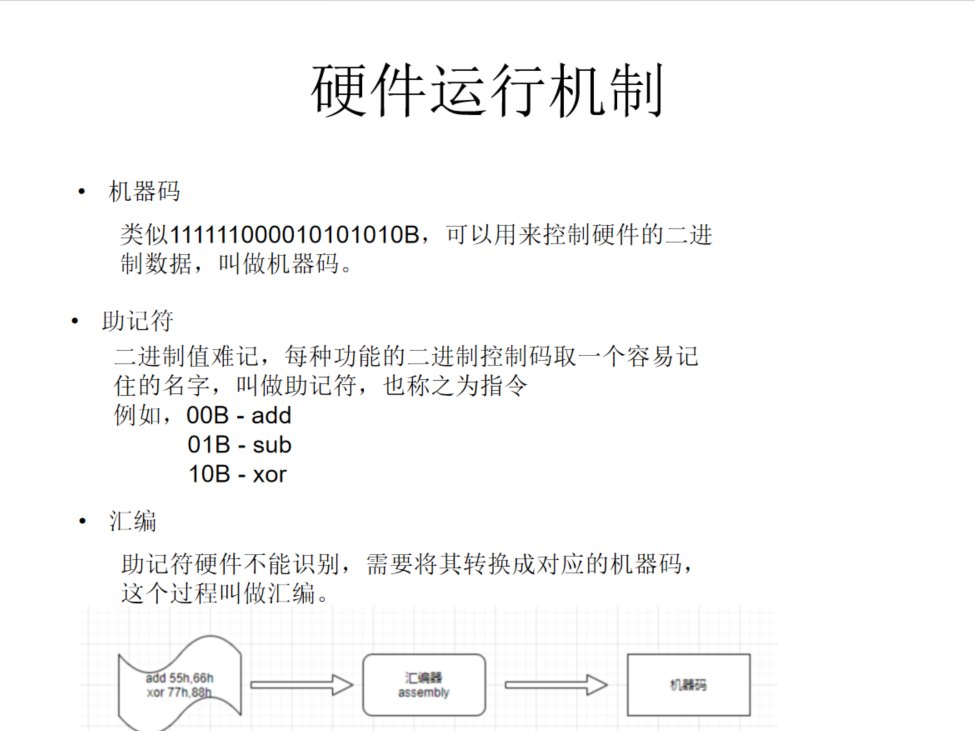 硬件运行机制
• 机器码
类似111111000010101010B，可以用来控制硬件的二进
制数据，叫做机器码。
• 助记符
二进制值难记，每种功能的二进制控制码取一个容易记
住的名字，叫做助记符，也称之为指令
例如，00B - add
01B - sub
10B - xor
• 汇编
助记符硬件不能识别，需要将其转换成对应的机器码，
这个过程叫做汇编。
add 55h,66h
xor 77h,88h
汇编器
assembly
机器码